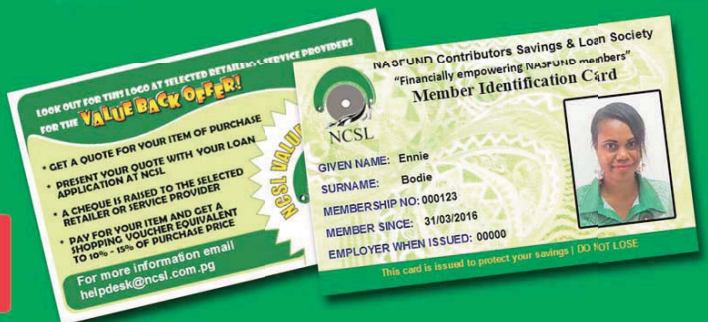 LOOK OUT FOR THIS LOGO AT SELECTED RETAILERS, SERVICE PROVIDERS
FOR THE VALUE BACK OFFER!
* GET A QUOTE FOR YOUR ITEM OF PURCHASE
* PRESENT YOUR QUOTE WITH YOUR LOAN
APPLICATION AT NCSL
* A CHEQUE IS RAISED TO THE SELECTED
RETAILER OR SERVICE PROVIDER
* PAY FOR YOUR ITEM AND GET A
SHOPPING VOUCHER EQUIVALENT
TO 10% - 15% OF PURCHASE PRICE
NCSL VALUE
For more information email
helpdesk@ncsl.com.pg
NASFUND Contributors Savings & Loan Society
"Financially empowering NASFUND members"
Member Identification Card
NCSL
GIVEN NAME: Ennie
SURNAME: Bodie
MEMBERSHIP NO: 000123
MEMBER SINCE: 31/03/2016
EMPLOYER WHEN ISSUED: 00000
This card is issued to protect your savings | DO NOT LOSE